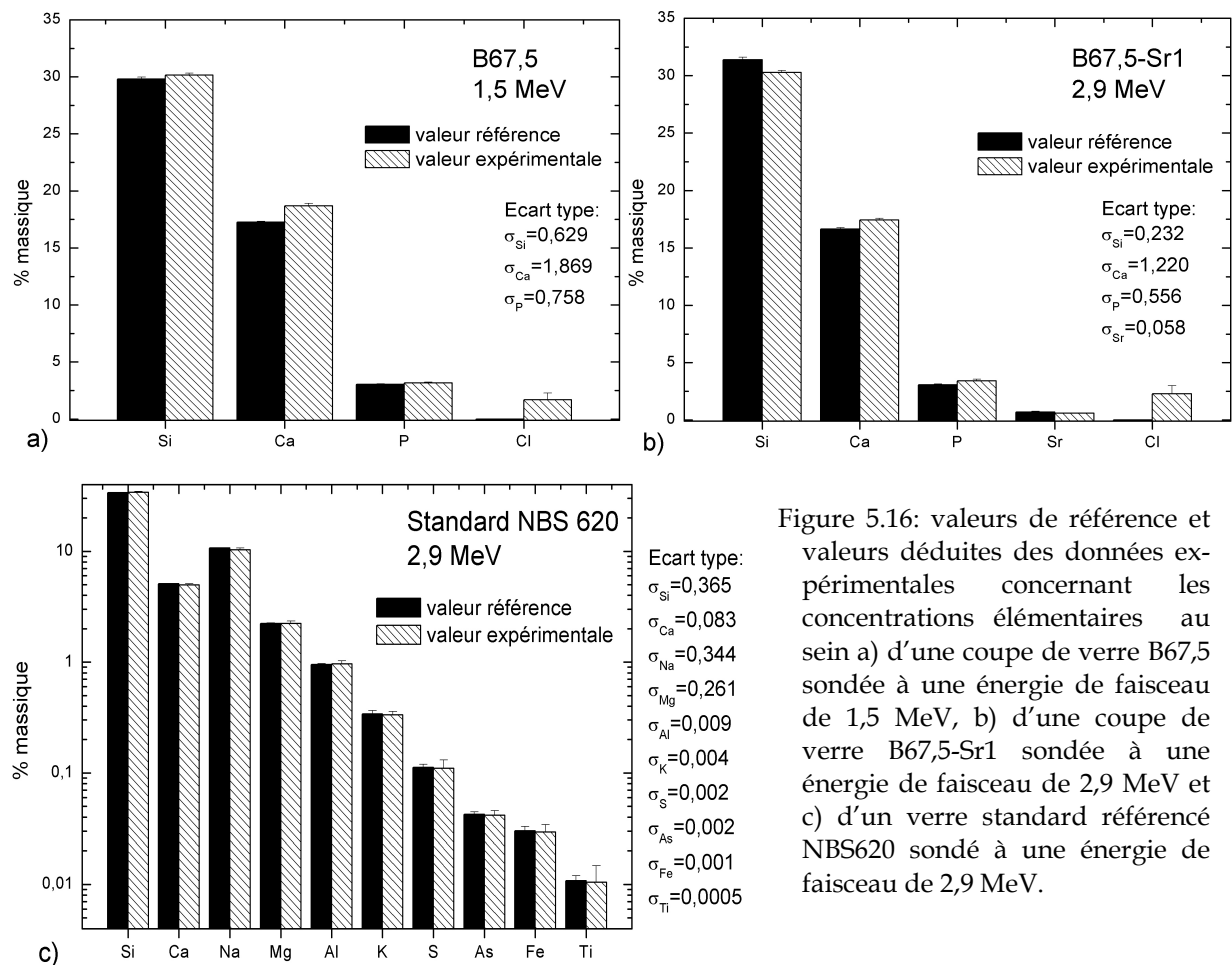 35
30
25
20
15
10
5
0
% massique
B67,5
1,5 MeV
valeur référence
valeur expérimentale
Ecart type:
σSi=0,629
σCa=1,869
σP=0,758
Si Ca P Cl
a)
35
30
25
20
15
10
5
0
% massique
B67,5-Sr1
2,9 MeV
valeur référence
valeur expérimentale
Ecart type:
σSi=0,232
σCa=1,220
σP=0,556
σSr=0,058
Si Ca P Sr Cl
b)
10
1
0,1
0,01
% massique
Standard NBS 620
2,9 MeV
valeur référence
valeur expérimentale
Ecart type:
σSi=0,365
σCa=0,083
σNa=0,344
σMg=0,261
σAl=0,009
σK=0,004
σS=0,002
σAs=0,002
σFe=0,001
σTi=0,0005
Si Ca Na Mg Al K S As Fe Ti
c)
Figure 5.16: valeurs de référence et
valeurs déduites des données ex-
périmentales concernant les
concentrations élémentaires au
sein a) d’une coupe de verre B67,5
sondée à une énergie de faisceau
de 1,5 MeV, b) d’une coupe de
verre B67,5-Sr1 sondée à une
énergie de faisceau de 2,9 MeV et
c) d’un verre standard référencé
NBS620 sondé à une énergie de
faisceau de 2,9 MeV.